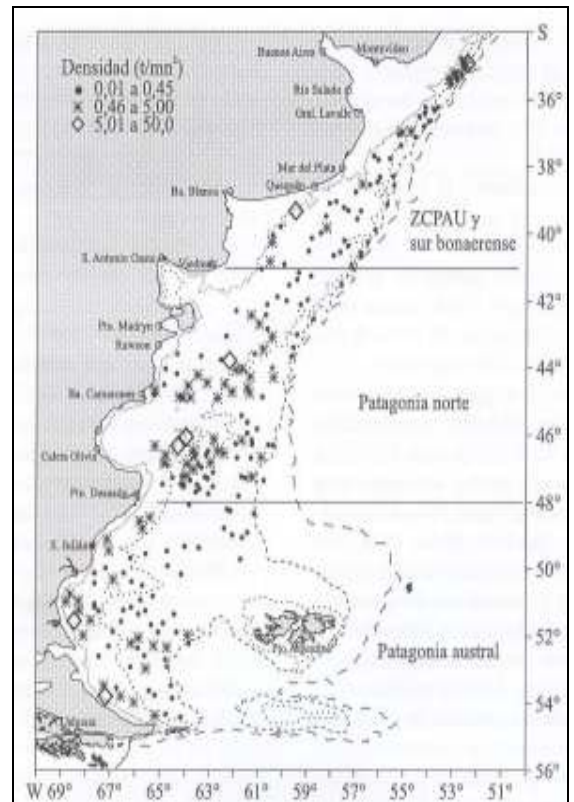 S
Buenos Aires
Montevideo
Densidad (t/mn²)
0,01 a 0,45
0,46 a 5,00
5,01 a 50,0
Río Salado
Gral. Lavalle
36°
Mar del Plata
38°
Quequén
Ba. Blanca
ZCPAU y
sur bonaerense
40°
S. Antonio Oeste
Viedma
42°
Pto. Madryn
Rawson
44°
Ba. Camarones
Patagonia norte
46°
Caleta Olivia
Pto. Deseado
48°
S. Julián
50°
52°
Patagonia austral
54°
Ushuaia
56°
W 69° 67° 65° 63° 61° 59° 57° 55° 53° 51°